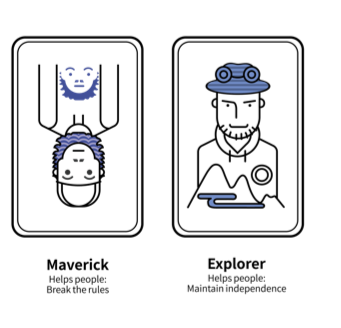 Maverick
Helps people:
Break the rules
Explorer
Helps people:
Maintain independence